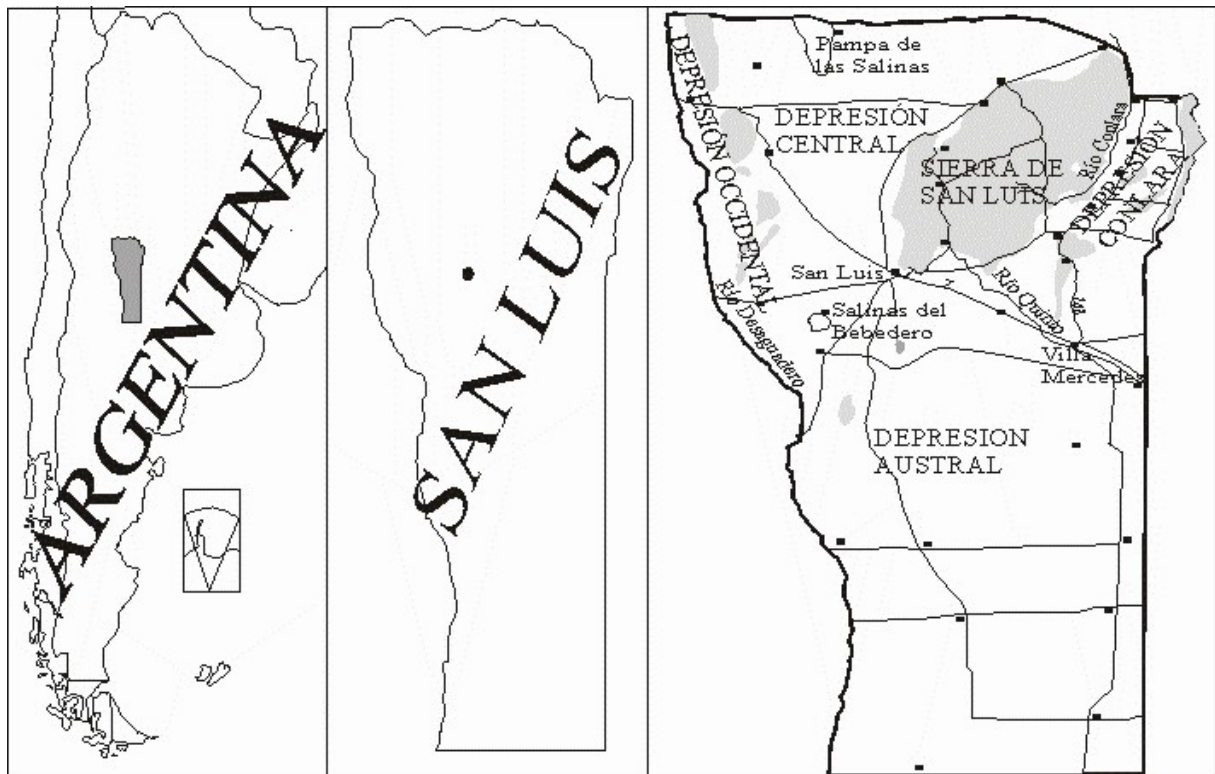 ARGENTINA
SAN LUIS
Pampa de
las Salinas
DEPRESIÓN OCCIDENTAL
DEPRESIÓN
CENTRAL
SIERRA DE
SAN LUIS
Río Conlara
DEPRESIÓN
CONLARA
San Luis
Río Desaguadero
Salinas del
Bebedero
Río Quinto
Villa
Mercedes
DEPRESION
AUSTRAL